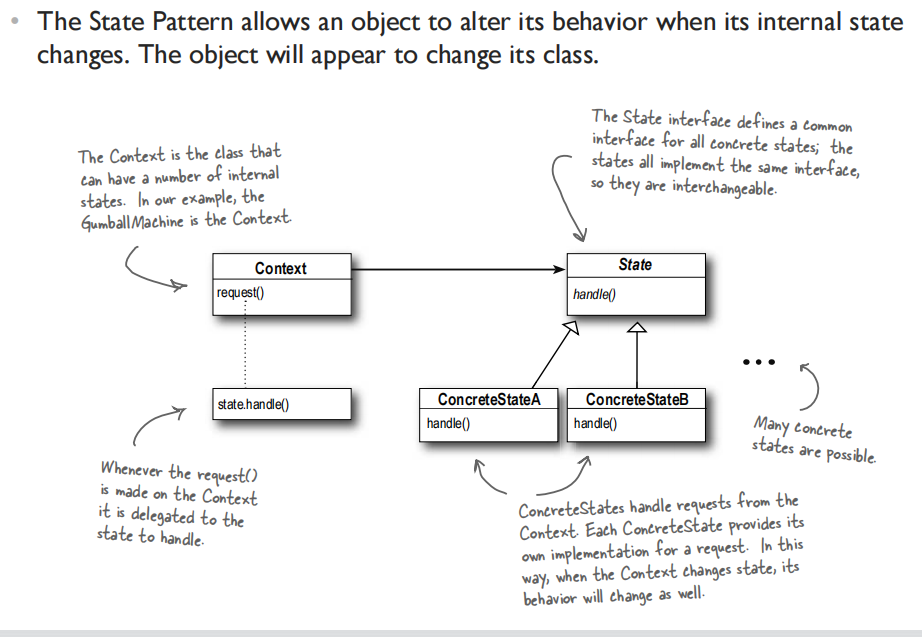 • The State Pattern allows an object to alter its behavior when its internal state
changes. The object will appear to change its class.
The State interface defines a common
interface for all concrete states; the
states all implement the same interface,
so they are interchangeable.
The Context is the class that
can have a number of internal
states. In our example, the
GumballMachine is the Context.
Context
request()
State
handle()
state.handle()
ConcreteStateA
handle()
ConcreteStateB
handle()
•••
Many concrete
states are possible.
Whenever the request()
is made on the Context
it is delegated to the
state to handle.
ConcreteStates handle requests from the
Context. Each ConcreteState provides its
own implementation for a request. In this
way, when the Context changes state, its
behavior will change as well.